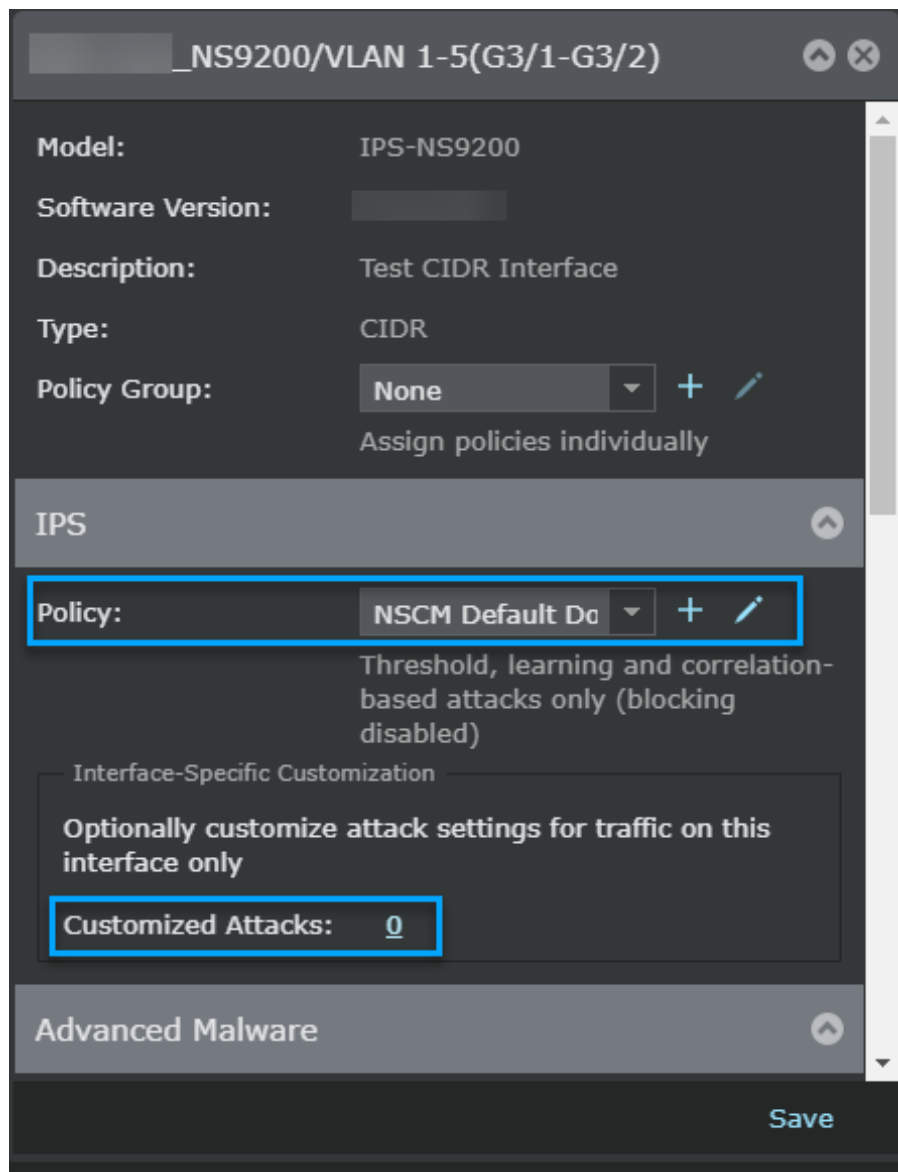 _NS9200/VLAN 1-5(G3/1-G3/2)
Model: IPS-NS9200
Software Version:
Description: Test CIDR Interface
Type: CIDR
Policy Group: None
Assign policies individually
IPS
Policy: NSCM Default Do
Threshold, learning and correlation-
based attacks only (blocking
disabled)
Interface-Specific Customization
Optionally customize attack settings for traffic on this
interface only
Customized Attacks: 0
Advanced Malware
Save